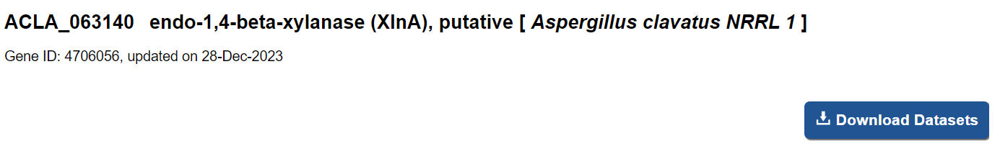 ACLA_063140 endo-1,4-beta-xylanase (XlnA), putative [ Aspergillus clavatus NRRL 1 ]
Gene ID: 4706056, updated on 28-Dec-2023
Download Datasets